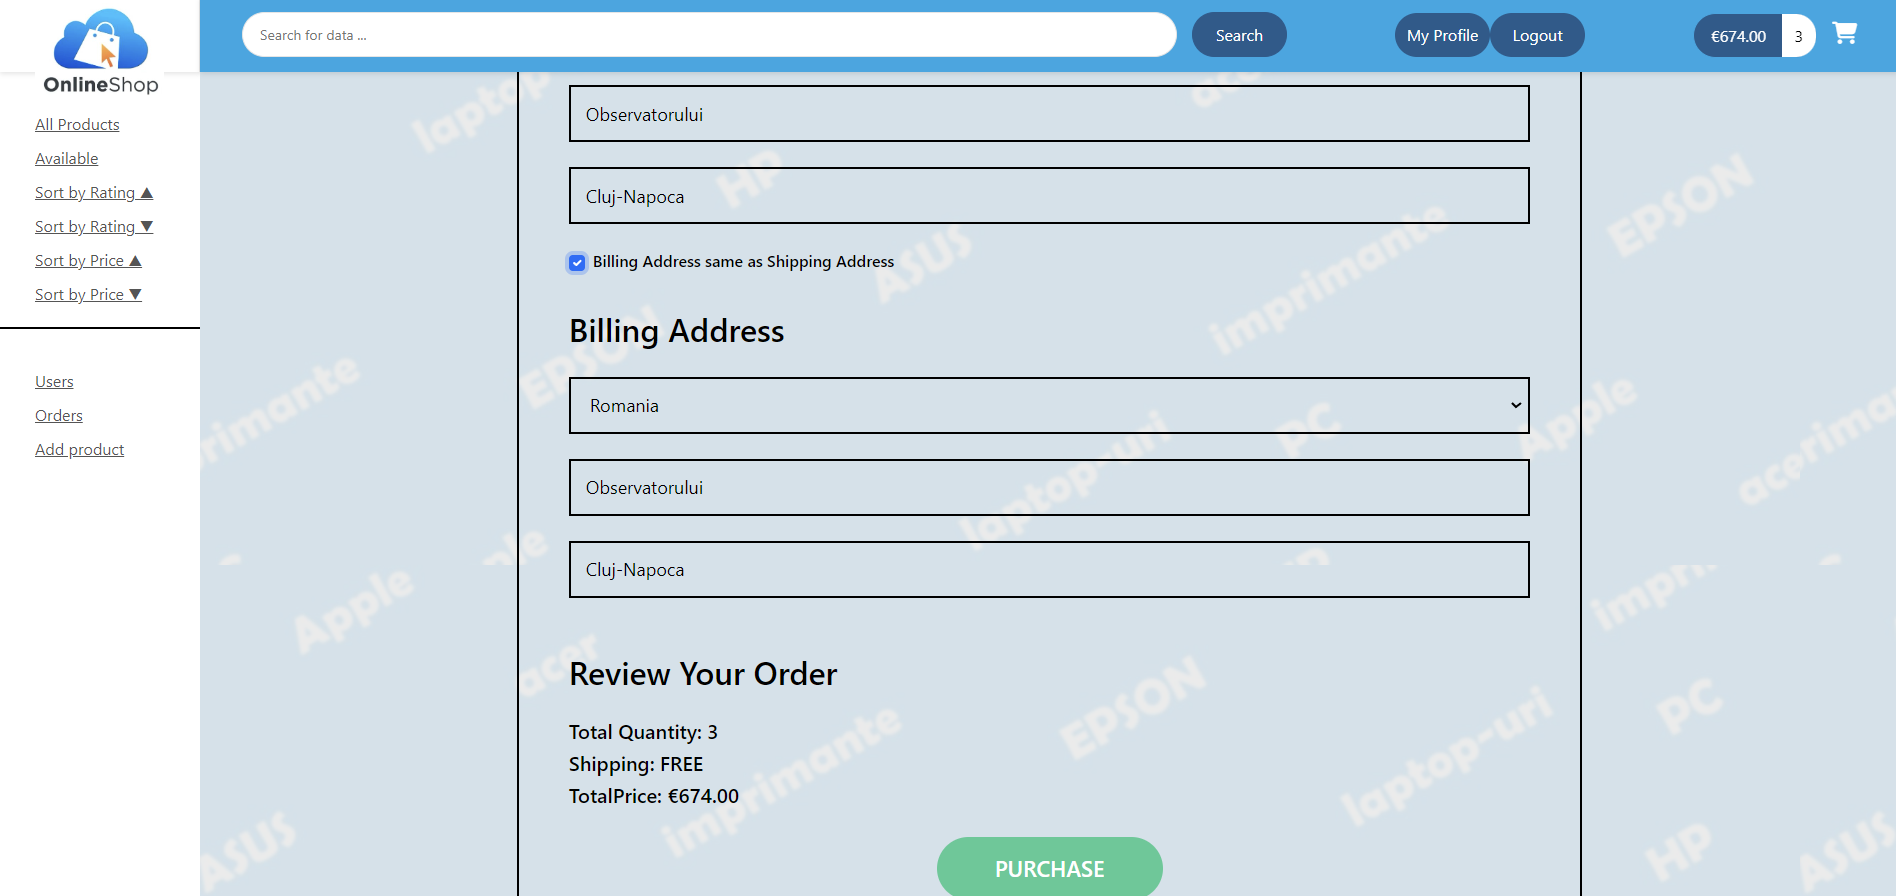 OnlineShop
Search for data ...
Search
My Profile
Logout
€674.00
3
All Products
Available
Sort by Rating ▲
Sort by Rating ▼
Sort by Price ▲
Sort by Price ▼
Users
Orders
Add product
Observatorului
Cluj-Napoca
Billing Address same as Shipping Address
Billing Address
Romania
Observatorului
Cluj-Napoca
Review Your Order
Total Quantity: 3
Shipping: FREE
TotalPrice: €674.00
PURCHASE
laptop
acer
HP
EPSON
ASUS
imprimante
EPSON
imprimante
Apple
PC
laptop-uri
acerimante
Apple
acer
EPSON
PC
laptop-uri
imprimante
ASUS
HP
ASUS